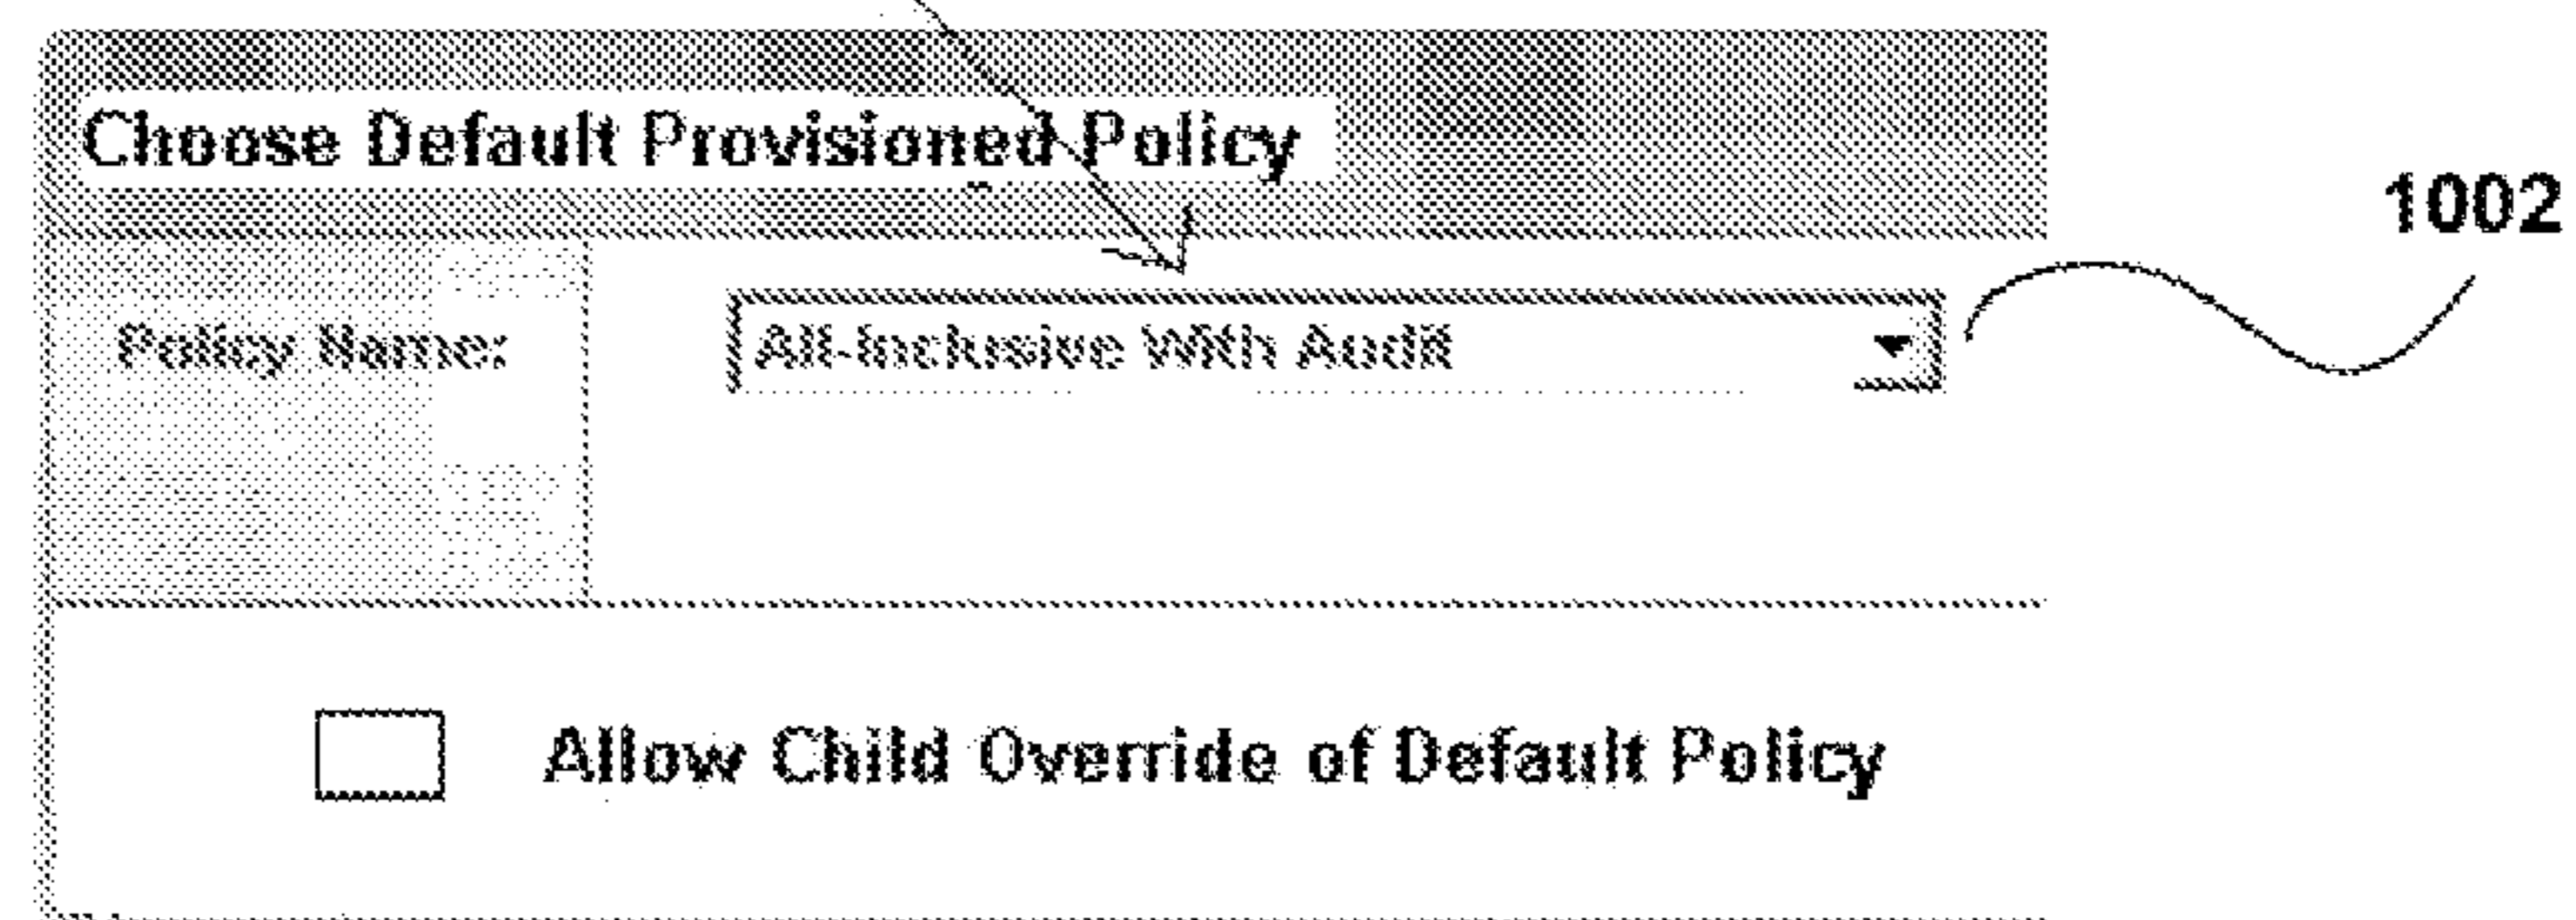 Choose Default Provisioned Policy
1002
Policy Name: All-Inclusive With Audit
Allow Child Override of Default Policy